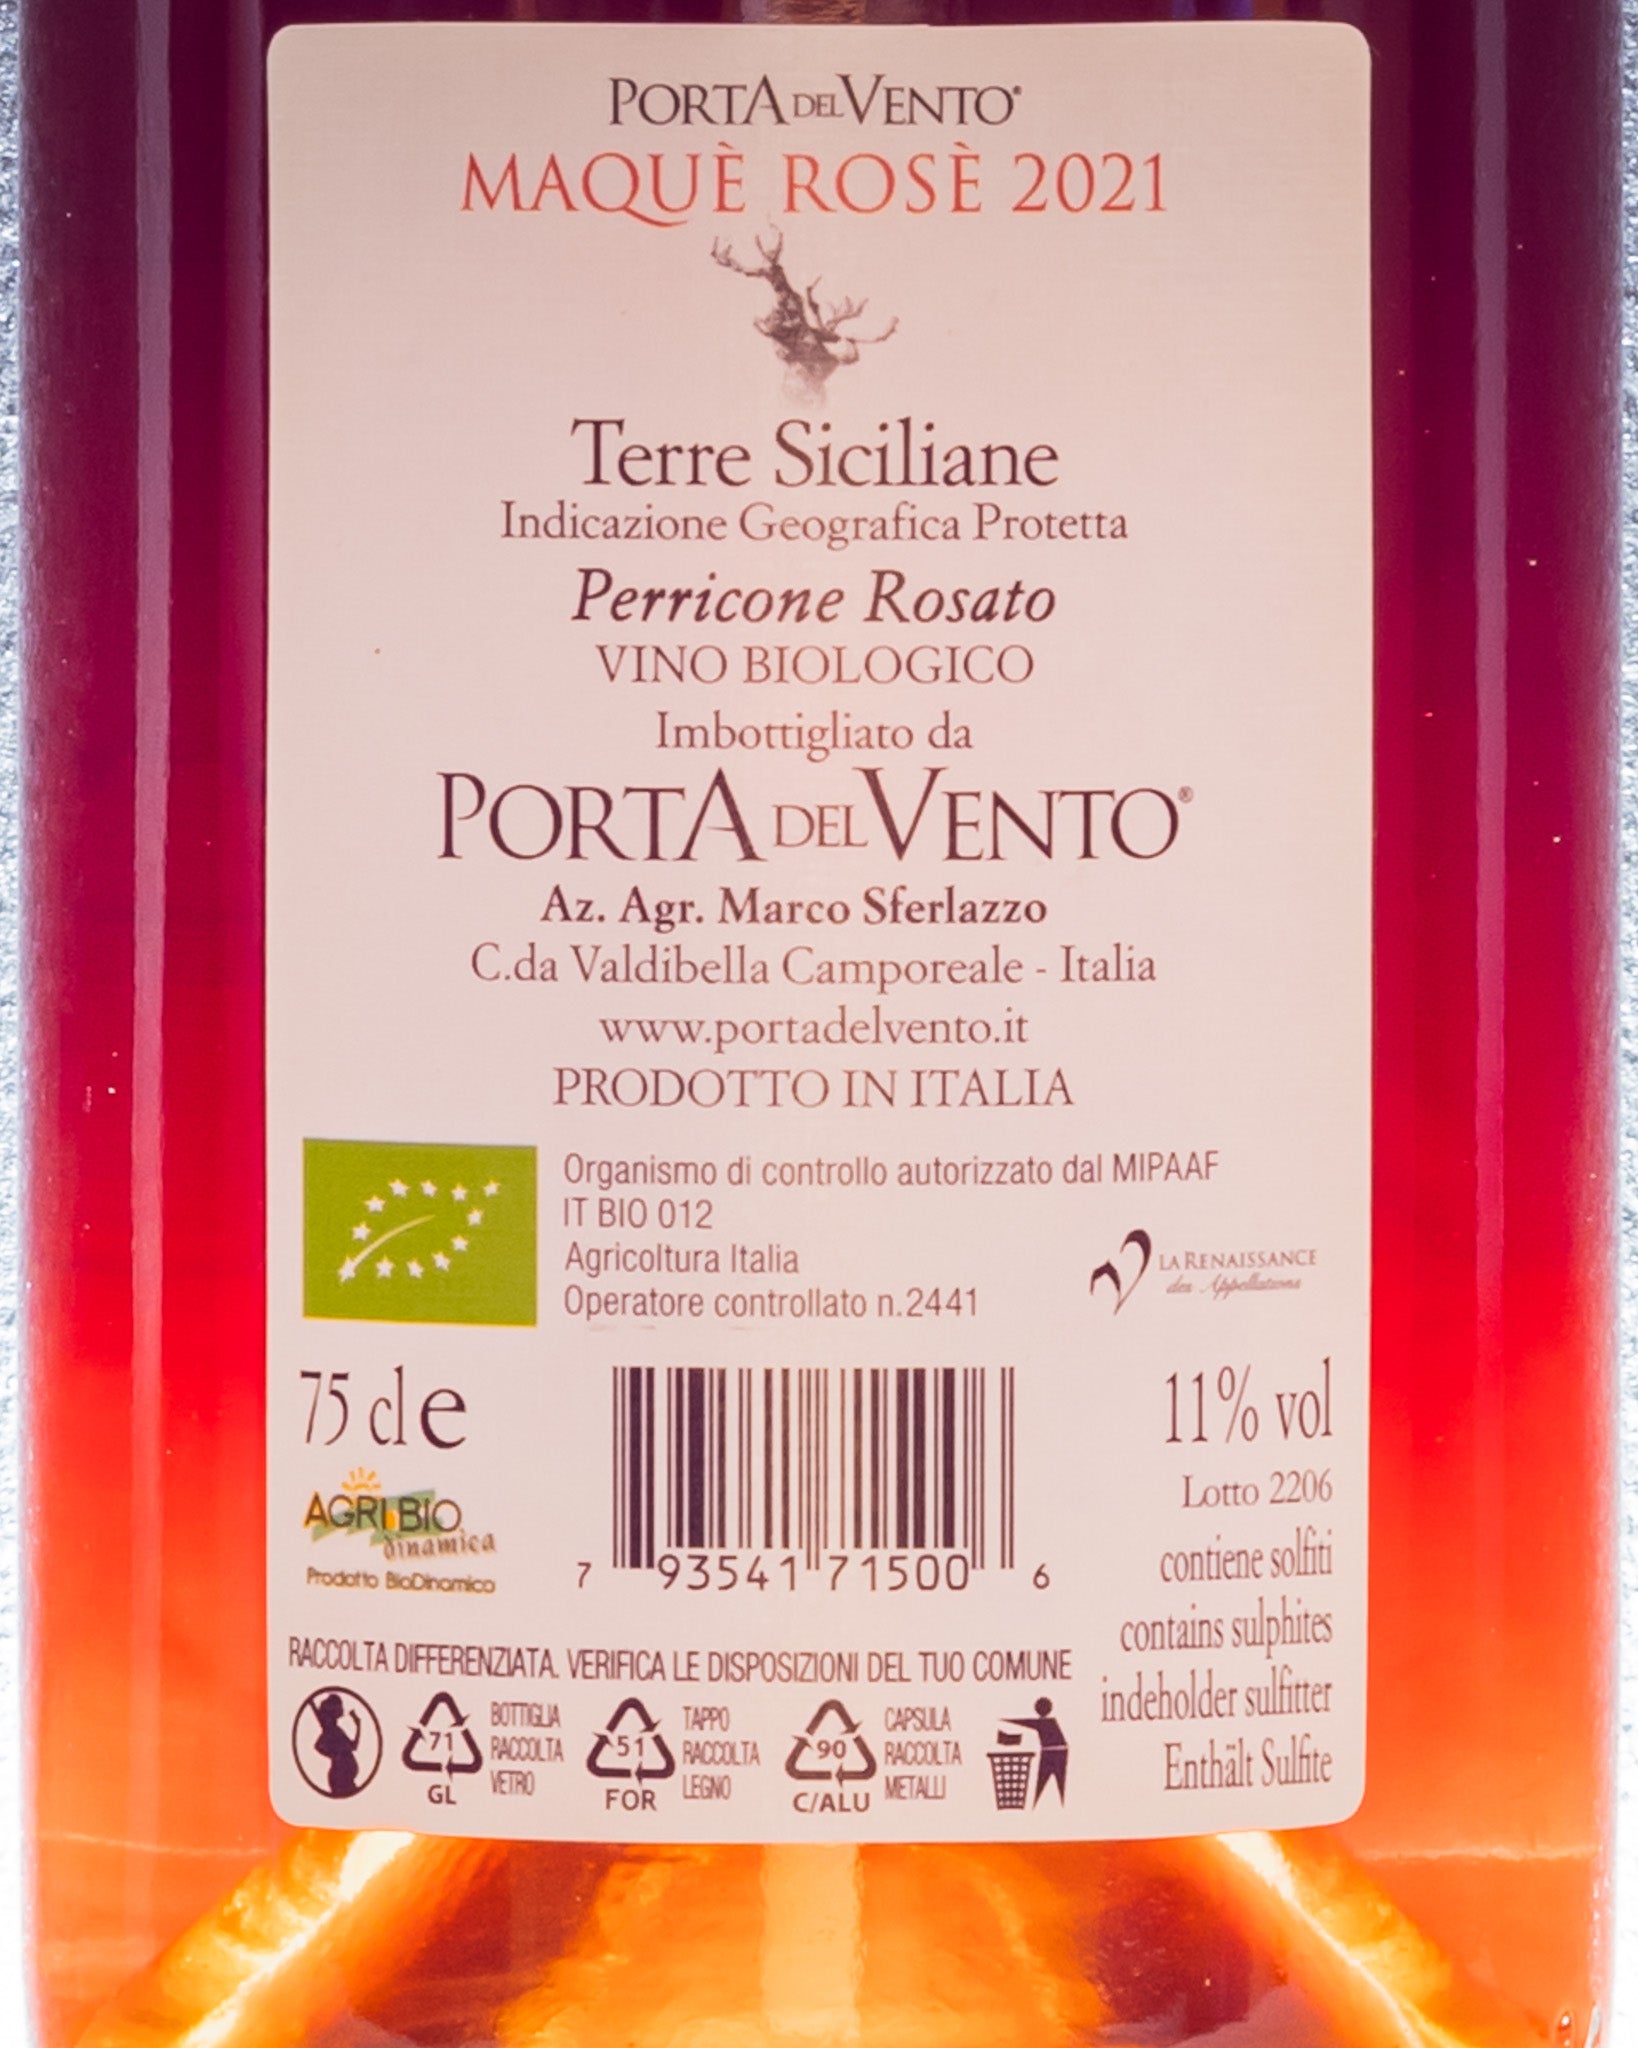 PORTA DEL VENTO®
MAQUÈ ROSÈ 2021
Terre Siciliane
Indicazione Geografica Protetta
Perricone Rosato
VINO BIOLOGICO
Imbottigliato da
PORTA DEL VENTO®
Az. Agr. Marco Sferlazzo
C.da Valdibella Camporeale - Italia
www.portadelvento.it
PRODOTTO IN ITALIA
Organismo di controllo autorizzato dal MIPAAF
IT BIO 012
Agricoltura Italia
Operatore controllato n.2441
LA RENAISSANCE
des Appellations
75 cl e
11% vol
Lotto 2206
contiene solfiti
contains sulphites
indeholder sulfitter
Enthält Sulfite
AGRI BIO
dinamica
Prodotto BioDinamico
7 93541 71500 6
RACCOLTA DIFFERENZIATA. VERIFICA LE DISPOSIZIONI DEL TUO COMUNE
71
GL
BOTTIGLIA
RACCOLTA
VETRO
51
FOR
TAPPO
RACCOLTA
LEGNO
90
C/ALU
CAPSULA
RACCOLTA
METALLI